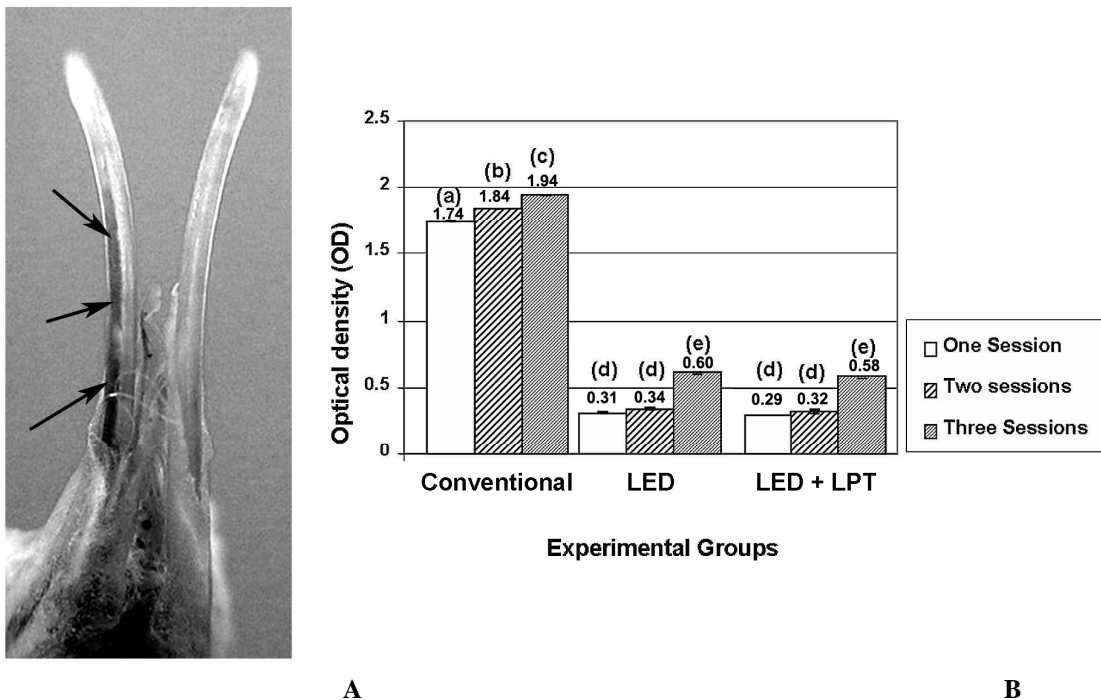 2.5
2
1.5
1
0.5
0
Optical density (OD)
(a)
1.74
(b)
1.84
(c)
1.94
(d)
0.31
(d)
0.34
(e)
0.60
(d)
0.29
(d)
0.32
(e)
0.58
Conventional LED LED + LPT
Experimental Groups
One Session
Two sessions
Three Sessions
A B